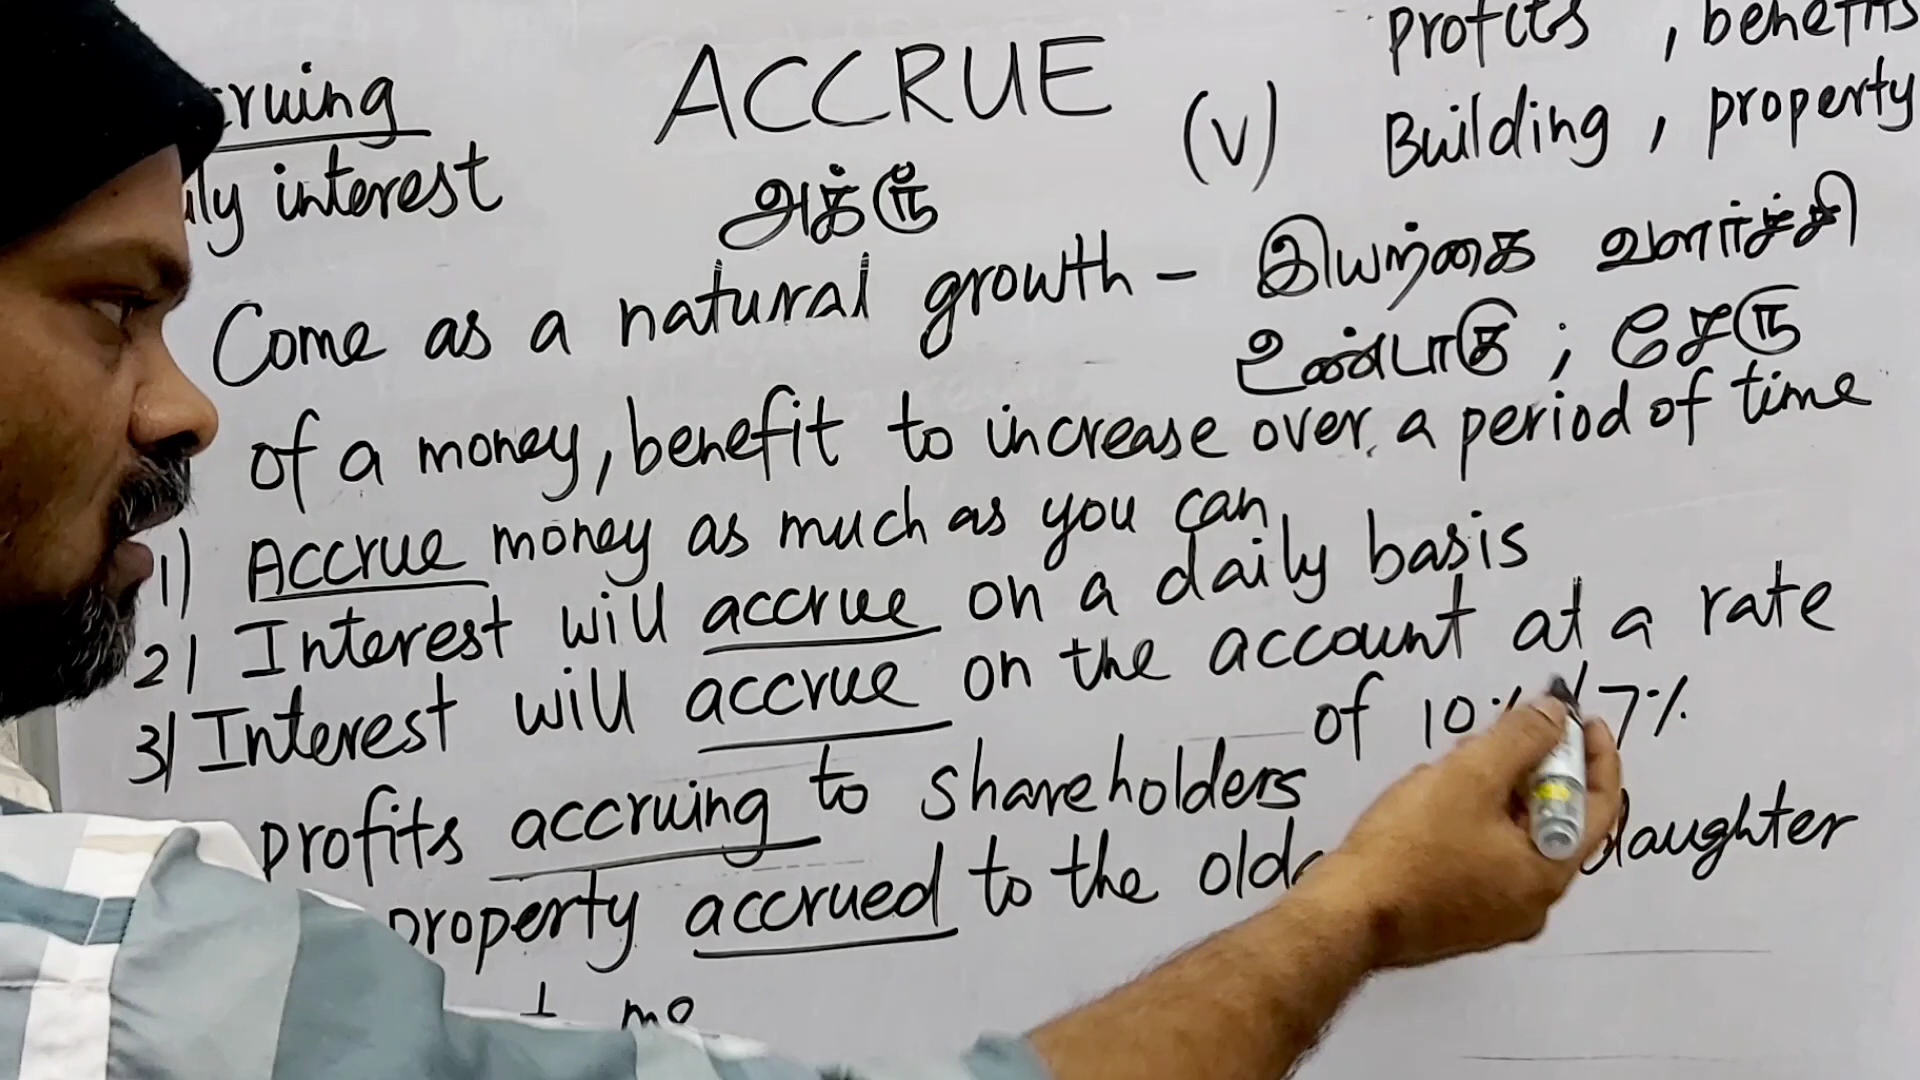 profits , benefits
ACCRUE (v) Building , property
cruing
ily interest
அக்ரு
Come as a natural growth - இயற்கை வளர்ச்சி
உண்டாகு ; சேரு
of a money, benefit to increase over a period of time
1) Accrue money as much as you can
2) Interest will accrue on a daily basis
3) Interest will accrue on the account at a rate
of 10% / 7%
profits accruing to shareholders
property accrued to the daughter